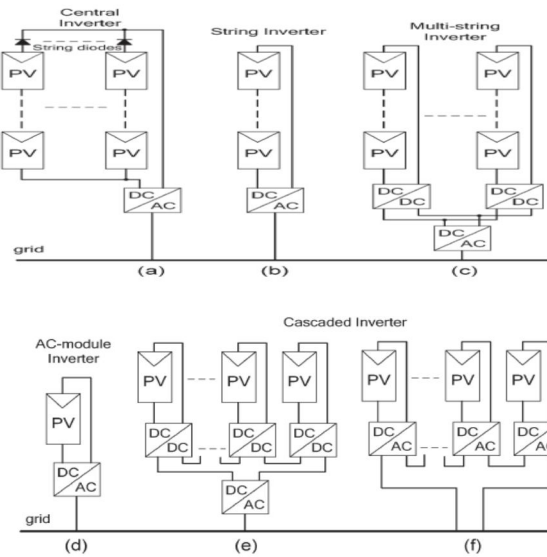 Central
Inverter
String diodes
PV PV
PV PV
DC
AC
String Inverter
PV
PV
DC
AC
Multi-string
Inverter
PV PV
PV PV
DC DC
DC DC
DC
AC
grid
(a) (b) (c)
Cascaded Inverter
AC-module
Inverter
PV
DC
AC
PV PV PV
DC DC DC
DC DC DC
DC
AC
PV PV PV
DC DC DC
AC AC AC
grid
(d) (e) (f)